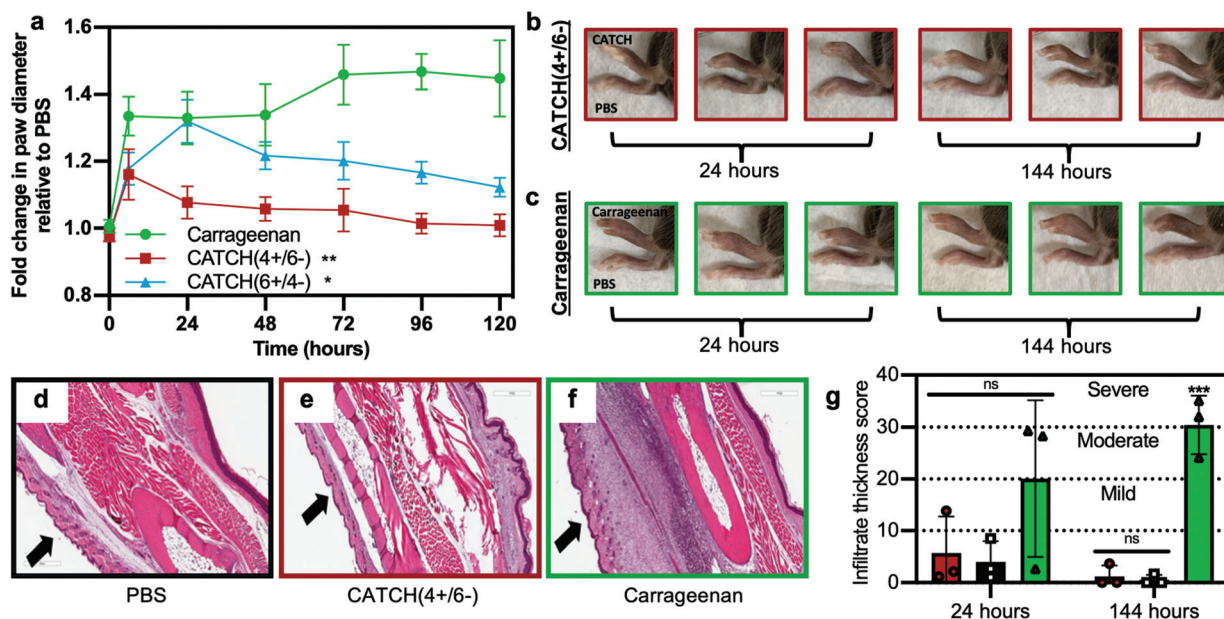 a
Fold change in paw diameter
relative to PBS
1.6
1.4
1.2
1.0
0.8
0
24
48
72
96
120
Time (hours)
Carrageenan
CATCH(4+/6-) **
CATCH(6+/4-) *
b
CATCH(4+/6-)
CATCH
PBS
24 hours
144 hours
c
Carrageenan
Carrageenan
PBS
24 hours
144 hours
d
PBS
e
CATCH(4+/6-)
f
Carrageenan
g
Infiltrate thickness score
40
30
20
10
0
ns
Severe
***
Moderate
Mild
ns
24 hours
144 hours